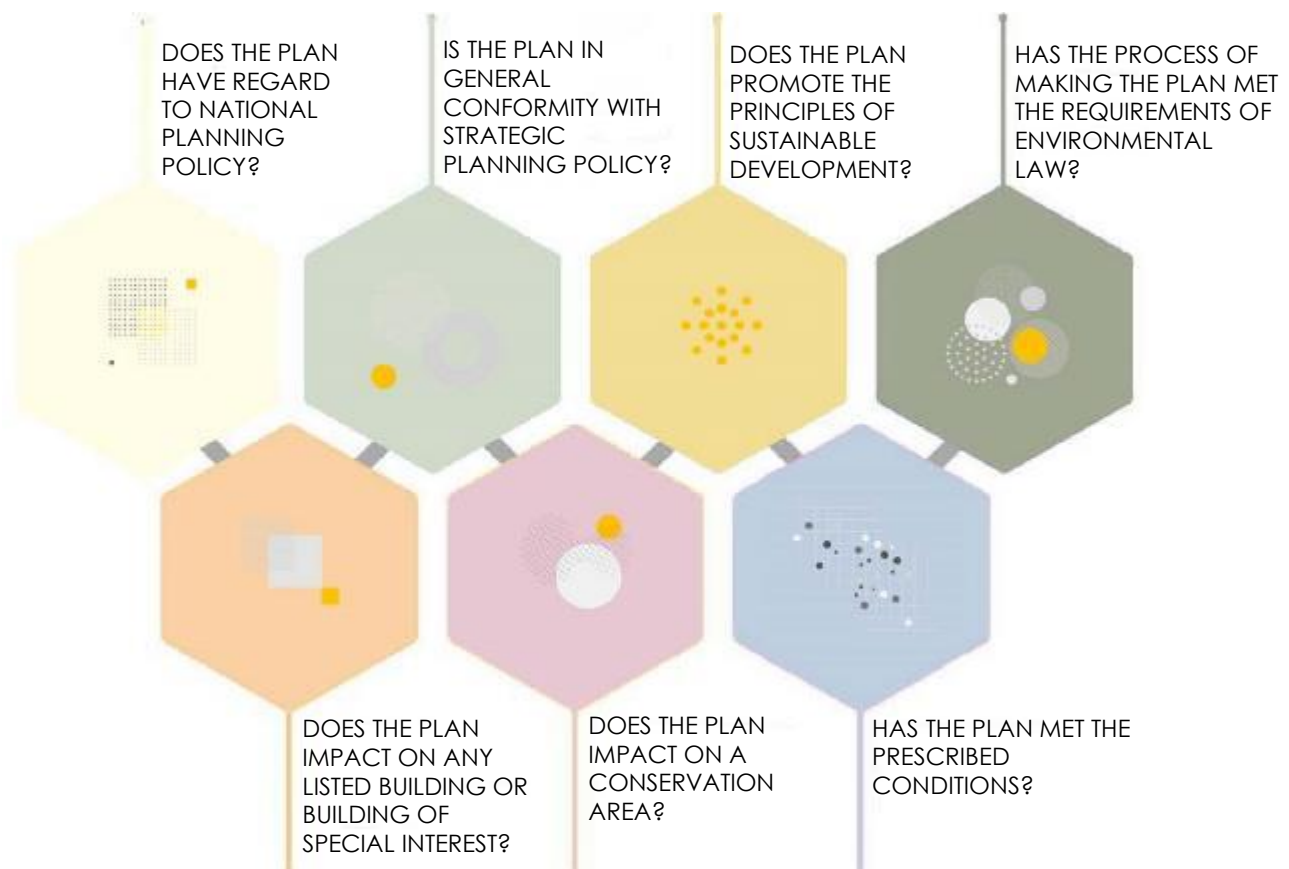 DOES THE PLAN
HAVE REGARD
TO NATIONAL
PLANNING
POLICY?
IS THE PLAN IN
GENERAL
CONFORMITY WITH
STRATEGIC
PLANNING POLICY?
DOES THE PLAN
PROMOTE THE
PRINCIPLES OF
SUSTAINABLE
DEVELOPMENT?
HAS THE PROCESS OF
MAKING THE PLAN MET
THE REQUIREMENTS OF
ENVIRONMENTAL
LAW?
DOES THE PLAN
IMPACT ON ANY
LISTED BUILDING OR
BUILDING OF
SPECIAL INTEREST?
DOES THE PLAN
IMPACT ON A
CONSERVATION
AREA?
HAS THE PLAN MET THE
PRESCRIBED
CONDITIONS?